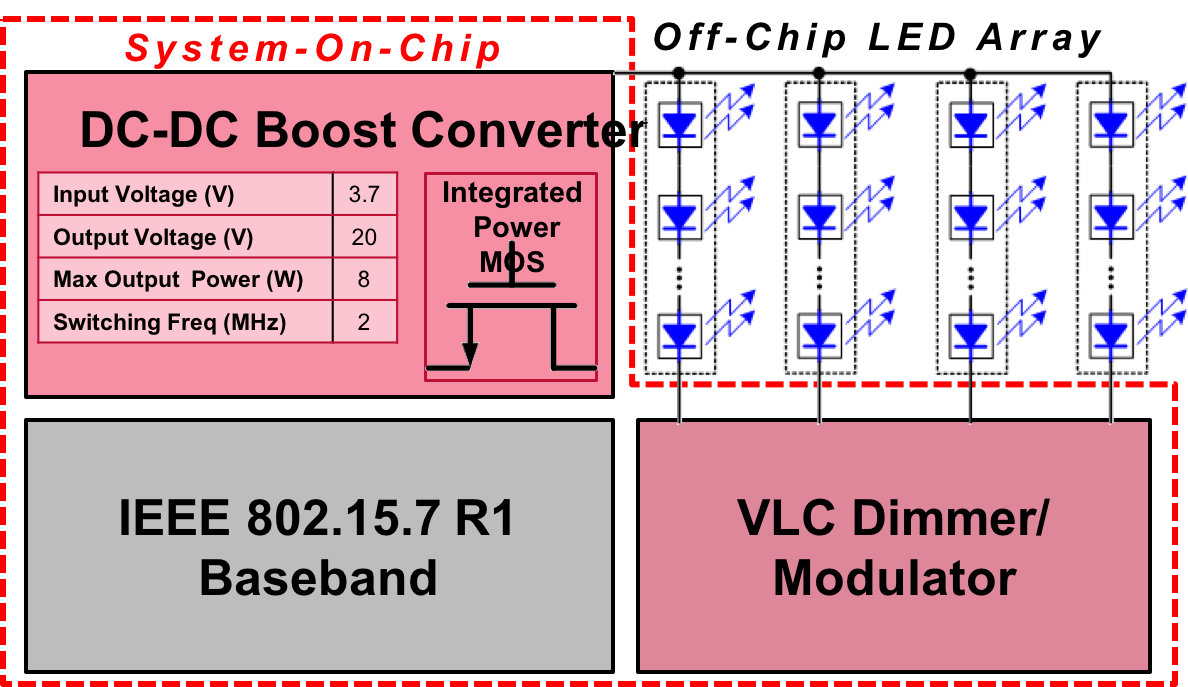 System-On-Chip
Off-Chip LED Array
DC-DC Boost Converter
Input Voltage (V) 3.7
Output Voltage (V) 20
Max Output Power (W) 8
Switching Freq (MHz) 2
Integrated
Power
MOS
IEEE 802.15.7 R1
Baseband
VLC Dimmer/
Modulator